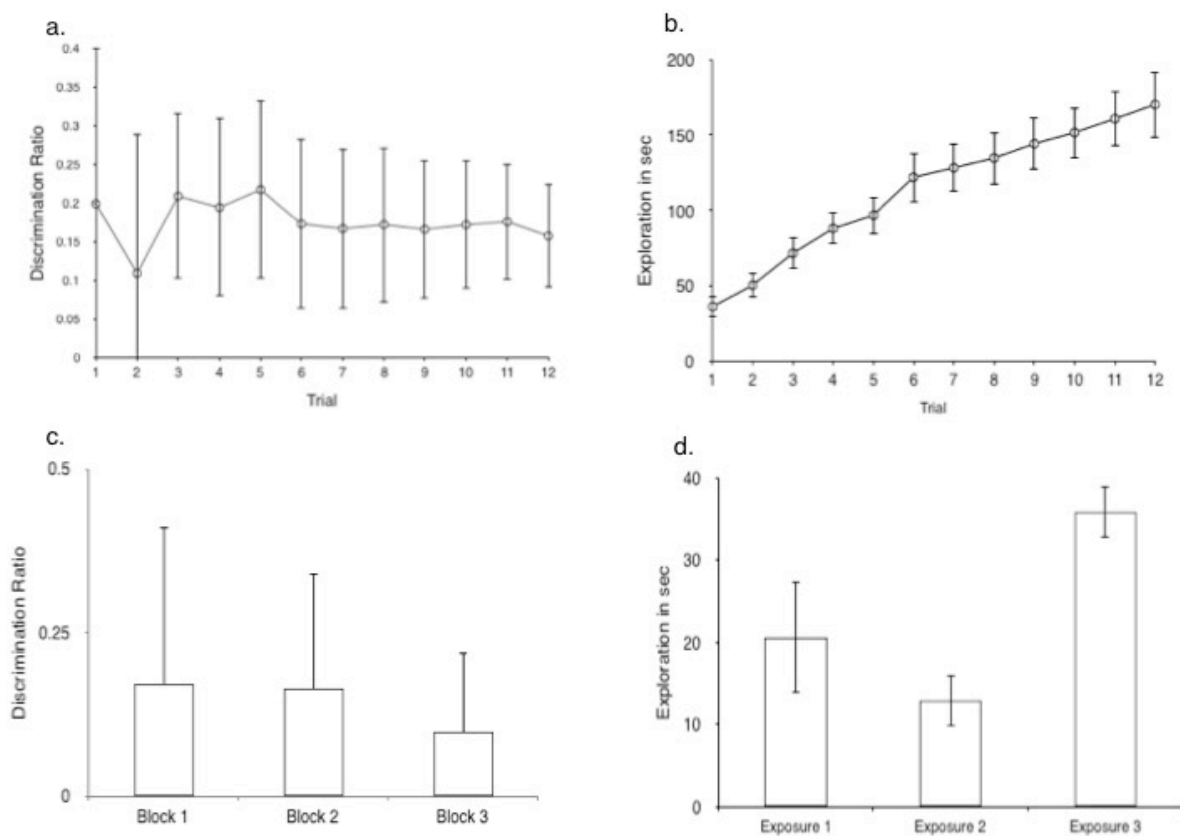 a.
0.4
0.35
0.3
0.25
0.2
0.15
0.1
0.05
0
Discrimination Ratio
1 2 3 4 5 6 7 8 9 10 11 12
Trial
b.
200
150
100
50
0
Exploration in sec
1 2 3 4 5 6 7 8 9 10 11 12
Trial
c.
0.5
0.25
0
Discrimination Ratio
Block 1 Block 2 Block 3
d.
40
30
20
10
0
Exploration in sec
Exposure 1 Exposure 2 Exposure 3